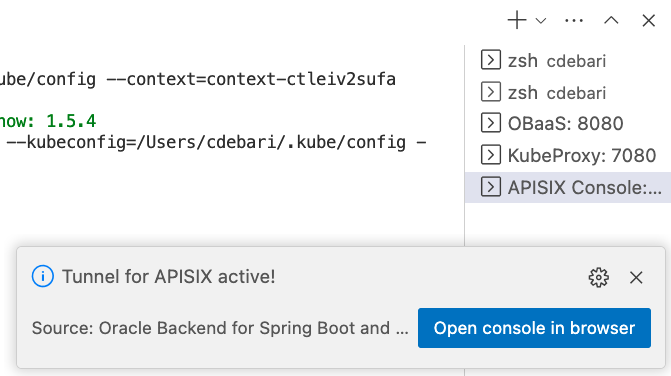 zsh cdebari
ube/config --context=context-ctleiv2sufa
zsh cdebari
now: 1.5.4
OBaaS: 8080
--kubeconfig=/Users/cdebari/.kube/config -
KubeProxy: 7080
APISIX Console:...
Tunnel for APISIX active!
Source: Oracle Backend for Spring Boot and ...
Open console in browser